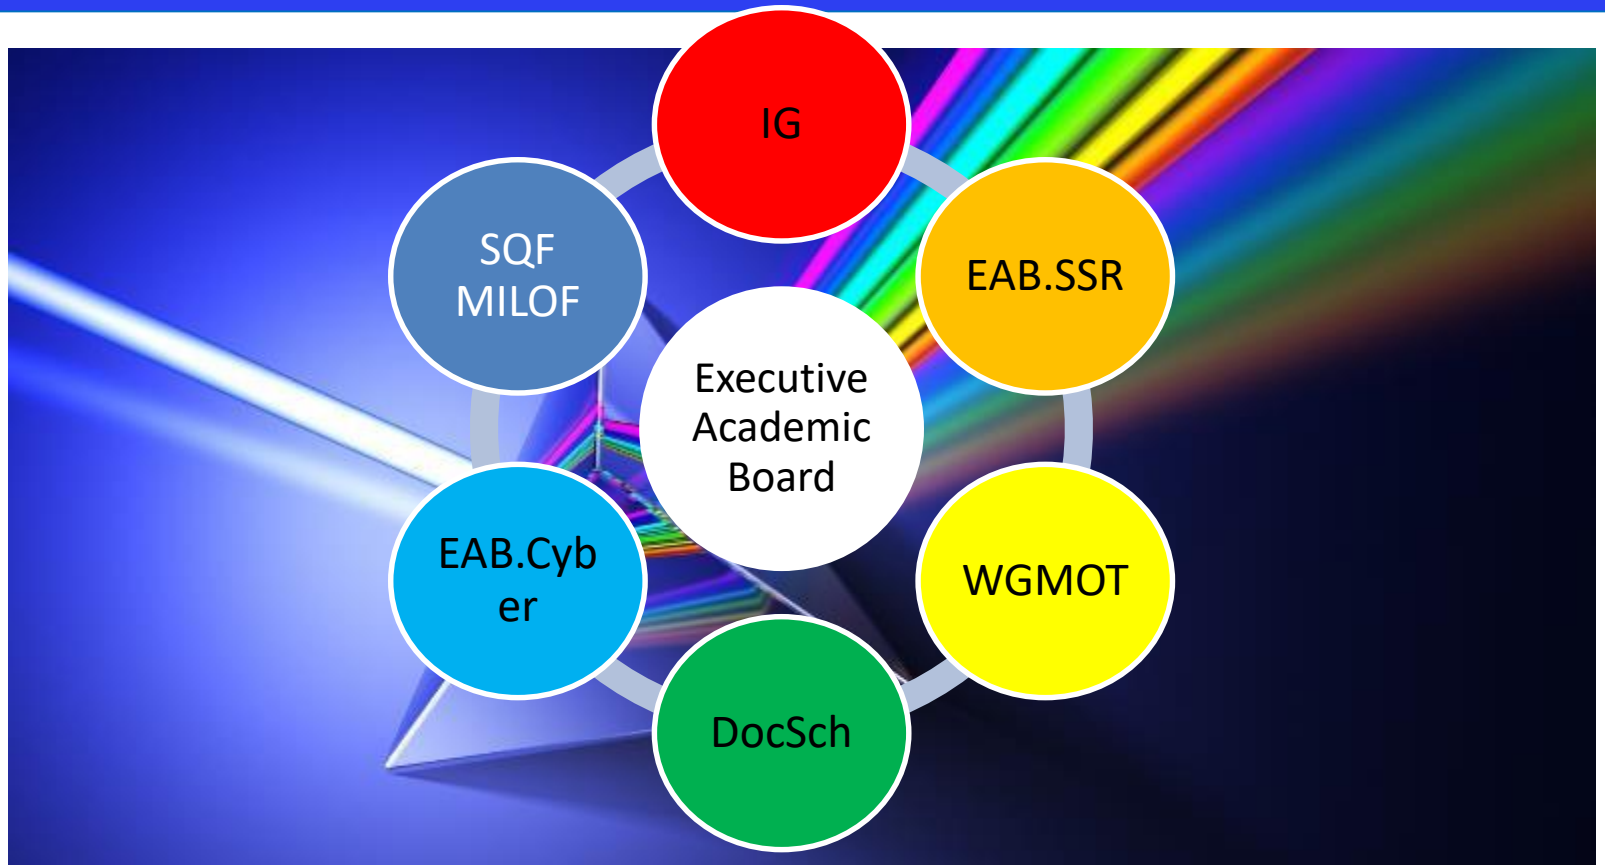 IG
EAB.SSR
WGMOT
DocSch
EAB.Cyb
er
SQF
MILOF
Executive
Academic
Board